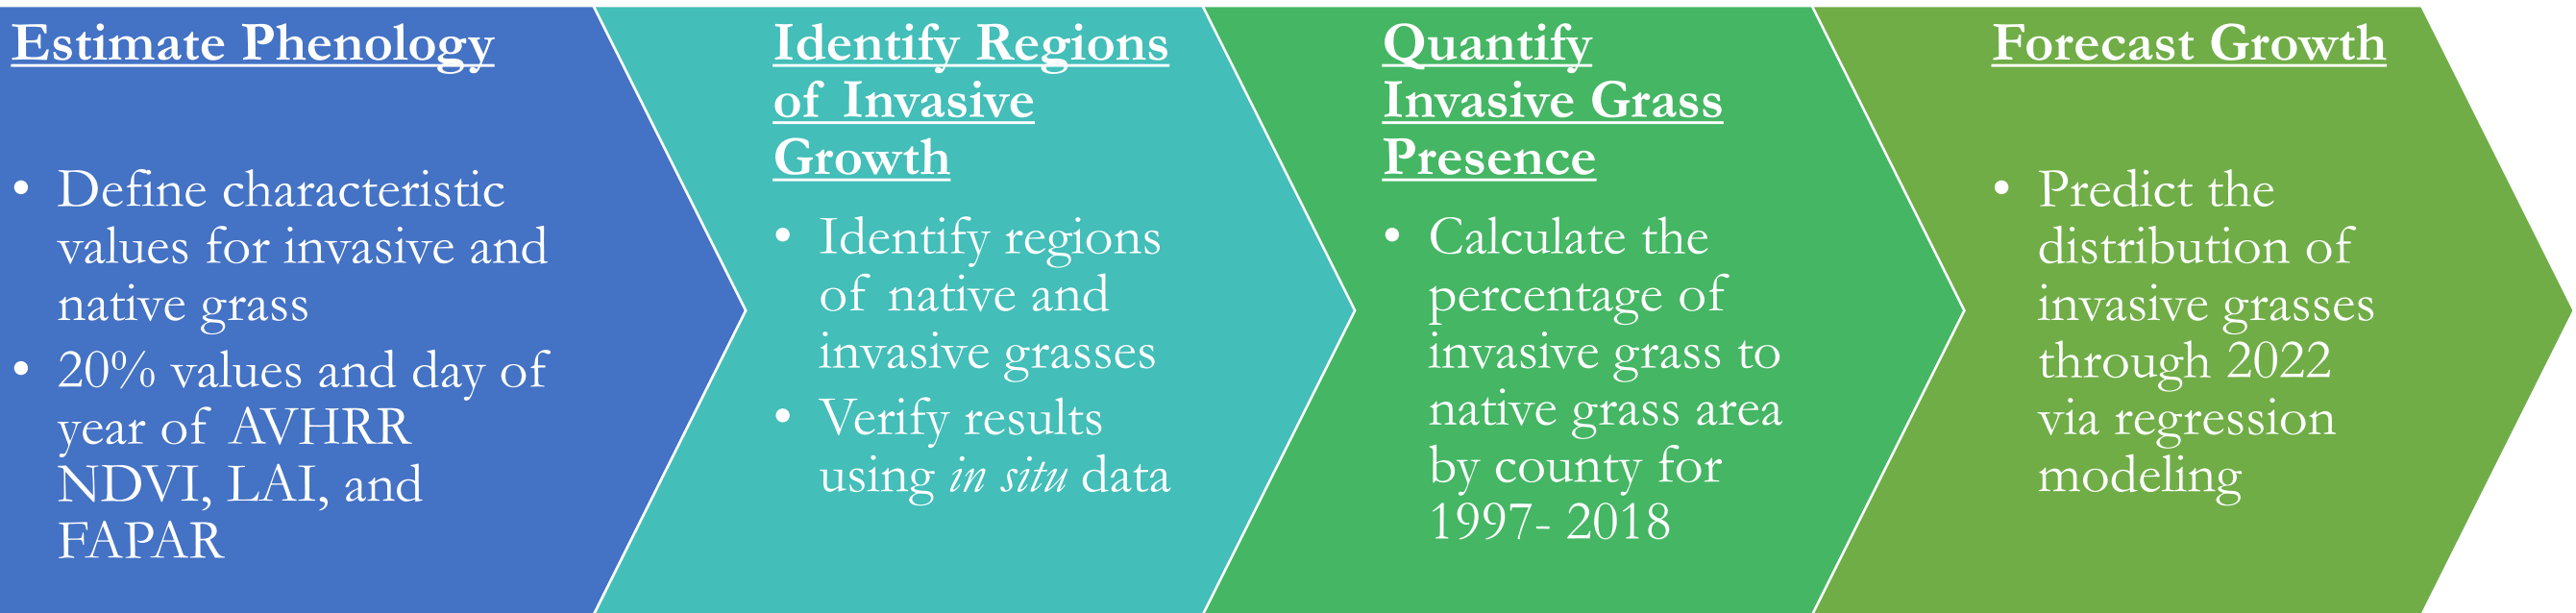 Estimate Phenology
• Define characteristic
values for invasive and
native grass
• 20% values and day of
year of AVHRR
NDVI, LAI, and
FAPAR
Identify Regions
of Invasive
Growth
• Identify regions
of native and
invasive grasses
• Verify results
using in situ data
Quantify
Invasive Grass
Presence
• Calculate the
percentage of
invasive grass to
native grass area
by county for
1997- 2018
Forecast Growth
• Predict the
distribution of
invasive grasses
through 2022
via regression
modeling